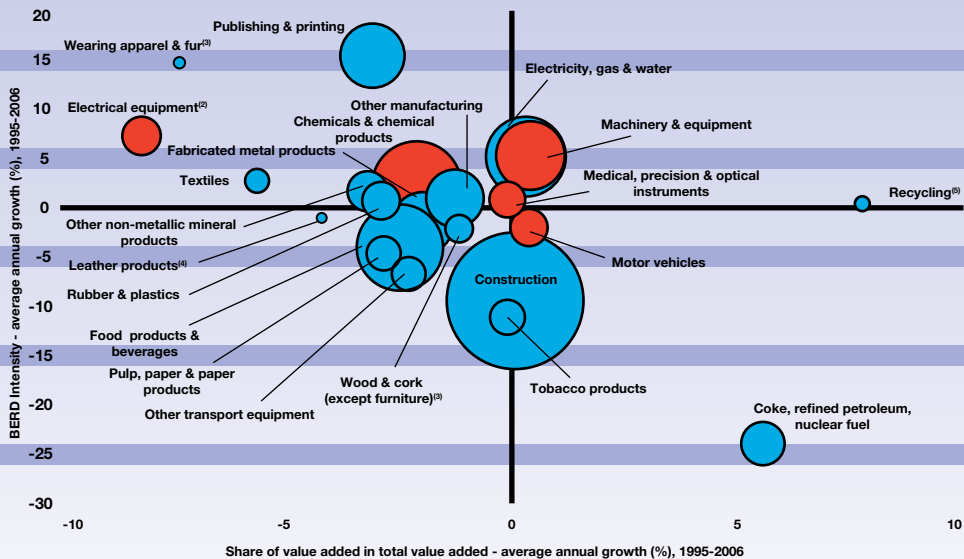 20
Publishing & printing
Wearing apparel & fur(3)
15
Electricity, gas & water
Electrical equipment(2)
10
Other manufacturing
Chemicals & chemical
products
Machinery & equipment
Fabricated metal products
5
Medical, precision & optical
instruments
Textiles
Recycling(5)
0
Other non-metallic mineral
products
Leather products(4)
-5
Motor vehicles
Construction
Rubber & plastics
-10
Food products &
beverages
-15
Pulp, paper & paper
products
Wood & cork
(except furniture)(3)
Tobacco products
Other transport equipment
-20
Coke, refined petroleum,
nuclear fuel
-25
-30
BERD Intensity - average annual growth (%), 1995-2006
-10
-5
0
5
10
Share of value added in total value added - average annual growth (%), 1995-2006